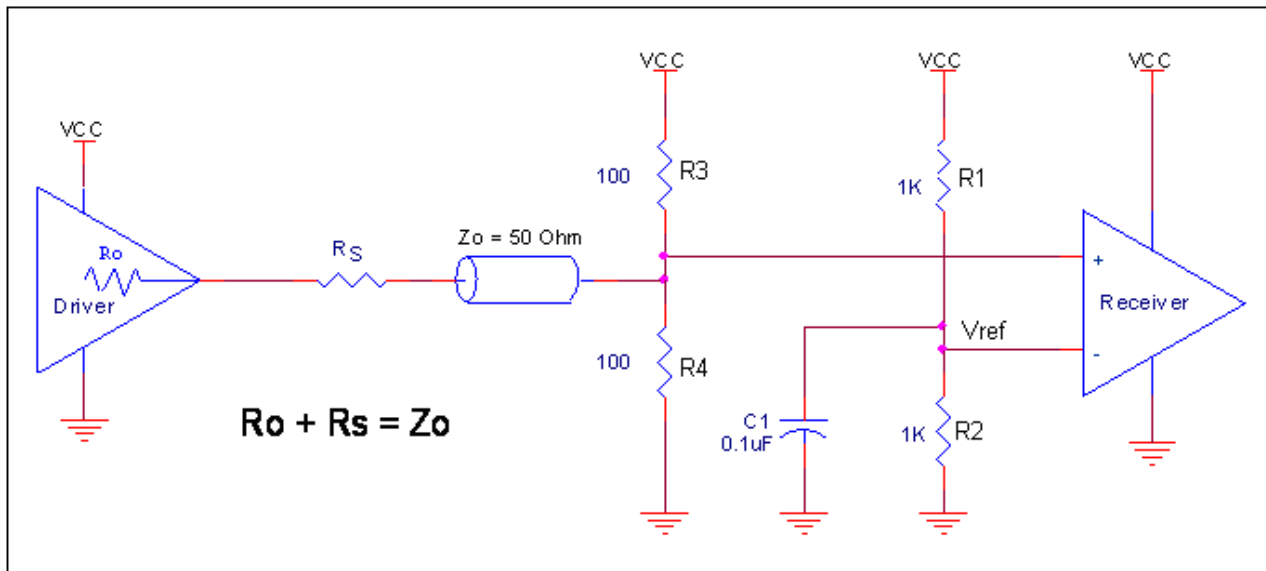 VCC
Ro
Driver
RS
Zo = 50 Ohm
VCC
100
R3
100
R4
VCC
1K
R1
Vref
C1
0.1uF
1K
R2
VCC
+
Receiver
-
Ro + Rs = Zo